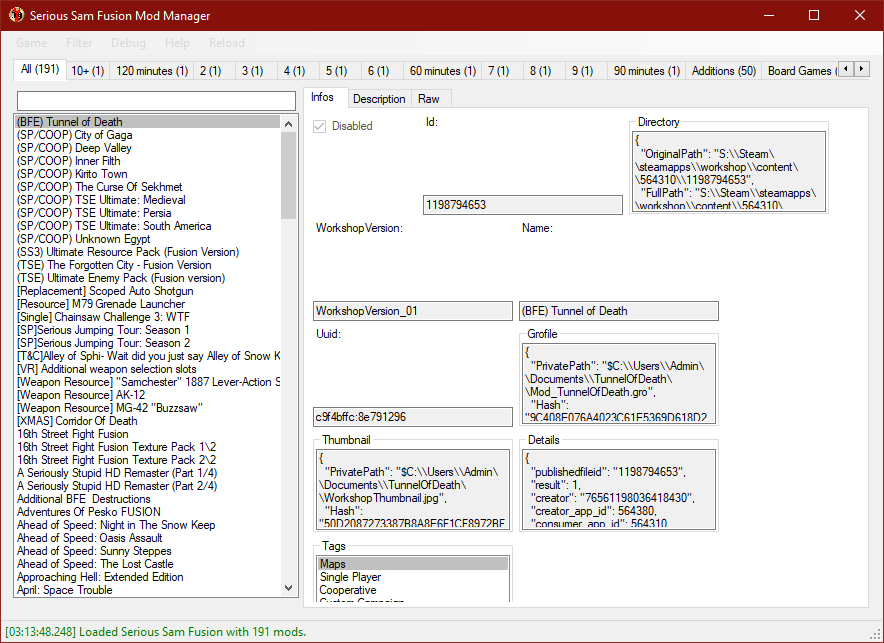 Serious Sam Fusion Mod Manager
Game Filter Debug Help Reload
All (191) 10+ (1) 120 minutes (1) 2 (1) 3 (1) 4 (1) 5 (1) 6 (1) 60 minutes (1) 7 (1) 8 (1) 9 (1) 90 minutes (1) Additions (50) Board Games (
(BFE) Tunnel of Death
(SP/COOP) City of Gaga
(SP/COOP) Deep Valley
(SP/COOP) Inner Filth
(SP/COOP) Kirito Town
(SP/COOP) The Curse Of Sekhmet
(SP/COOP) TSE Ultimate: Medieval
(SP/COOP) TSE Ultimate: Persia
(SP/COOP) TSE Ultimate: South America
(SP/COOP) Unknown Egypt
(SS3) Ultimate Resource Pack (Fusion Version)
(TSE) The Forgotten City - Fusion Version
(TSE) Ultimate Enemy Pack (Fusion version)
[Replacement] Scoped Auto Shotgun
[Resource] M79 Grenade Launcher
[Single] Chainsaw Challenge 3: WTF
[SP]Serious Jumping Tour: Season 1
[SP]Serious Jumping Tour: Season 2
[T&C]Alley of Sphi- Wait did you just say Alley of Snow K
[VR] Additional weapon selection slots
[Weapon Resource] "Samchester" 1887 Lever-Action S
[Weapon Resource] AK-12
[Weapon Resource] MG-42 "Buzzsaw"
[XMAS] Corridor Of Death
16th Street Fight Fusion
16th Street Fight Fusion Texture Pack 1\2
16th Street Fight Fusion Texture Pack 2\2
A Seriously Stupid HD Remaster (Part 1/4)
A Seriously Stupid HD Remaster (Part 2/4)
Additional BFE  Destructions
Adventures Of Pesko FUSION
Ahead of Speed: Night in The Snow Keep
Ahead of Speed: Oasis Assault
Ahead of Speed: Sunny Steppes
Ahead of Speed: The Lost Castle
Approaching Hell: Extended Edition
April: Space Trouble
Infos Description Raw
Disabled
Id:
1198794653
Directory
{
"OriginalPath": "S:\\Steam\
\steamapps\\workshop\\content\
\564310\\1198794653",
"FullPath": "S:\\Steam\\steamapps\
\workshop\\content\\564310\
WorkshopVersion:
WorkshopVersion_01
Name:
(BFE) Tunnel of Death
Uuid:
c9f4bffc:8e791296
Grofile
{
"PrivatePath": "$C:\\Users\\Admin\
\Documents\\TunnelOfDeath\
\Mod_TunnelOfDeath.gro",
"Hash":
"9C408E076A4023C61E5369D618D2
Thumbnail
{
"PrivatePath": "$C:\\Users\\Admin\
\Documents\\TunnelOfDeath\
\WorkshopThumbnail.jpg",
"Hash":
"50D2087273387B8A8F6F1CF8972BF
Details
{
"publishedfileid": "1198794653",
"result": 1,
"creator": "76561198036418430",
"creator_app_id": 564380,
"consumer_app_id": 564310
Tags
Maps
Single Player
Cooperative
Custom Campaign
[03:13:48.248] Loaded Serious Sam Fusion with 191 mods.